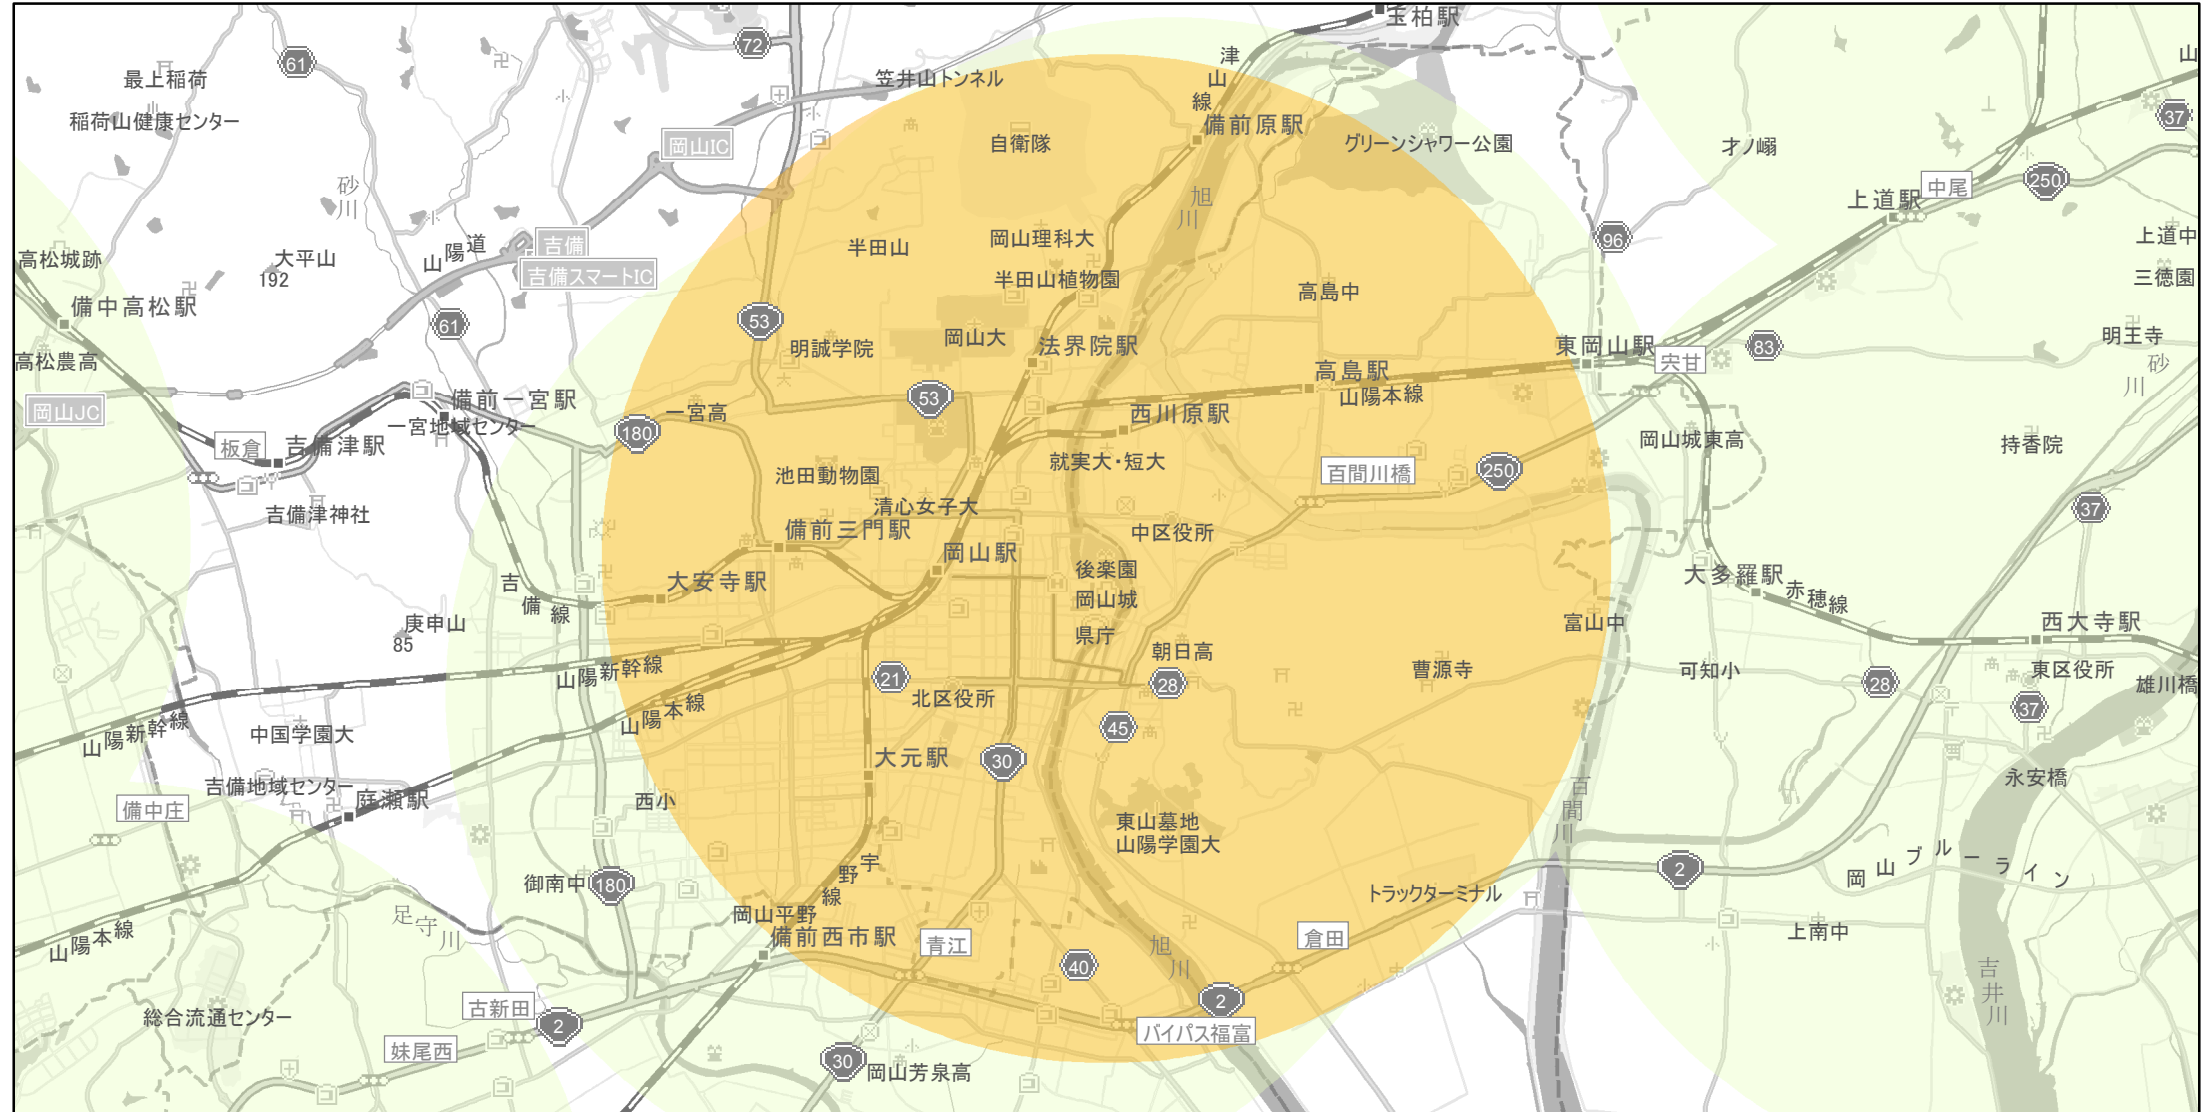 玉柏駅
72
61
最上稲荷
笠井山トンネル
津山線
山
稲荷山健康センター
岡山IC
備前原駅
自衛隊
グリーンシャワー公園
才ノ嵶
37
250
中尾
上道駅
砂川
旭川
96
上道中
高松城跡
大平山
192
山陽道
吉備
吉備スマートIC
半田山
岡山理科大
半田山植物園
三徳園
備中高松駅
61
53
高島中
岡山大
明誠学院
法界院駅
東岡山駅
宍甘
83
明王寺
砂川
高松農高
高島駅
山陽本線
岡山JC
備前一宮駅
一宮地域センター
53
一宮高
西川原駅
180
板倉
吉備津駅
岡山城東高
持香院
池田動物園
就実大・短大
百間川橋
250
清心女子大
吉備津神社
備前三門駅
中区役所
37
岡山駅
後楽園
大安寺駅
岡山城
大多羅駅
赤穂線
吉備線
庚申山
85
県庁
富山中
西大寺駅
朝日高
山陽新幹線
21
28
曹源寺
可知小
東区役所
28
雄川橋
北区役所
37
山陽本線
山陽新幹線
中国学園大
45
大元駅
30
吉備地域センター
庭瀬駅
西小
百間川
永安橋
備中庄
東山墓地
山陽学園大
宇野線
御南中
180
2
岡山ブルーライン
トラックターミナル
足守川
岡山平野
備前西市駅
青江
倉田
上南中
山陽本線
旭川
40
吉井川
総合流通センター
古新田
2
2
バイパス福富
妹尾西
30
岡山芳泉高